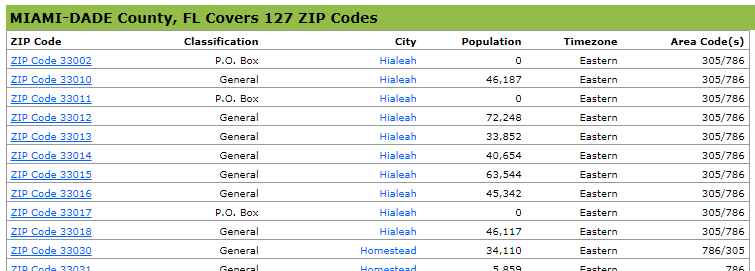 MIAMI-DADE County, FL Covers 127 ZIP Codes
ZIP Code Classification City Population Timezone Area Code(s)
ZIP Code 33002 P.O. Box Hialeah 0 Eastern 305/786
ZIP Code 33010 General Hialeah 46,187 Eastern 305/786
ZIP Code 33011 P.O. Box Hialeah 0 Eastern 305/786
ZIP Code 33012 General Hialeah 72,248 Eastern 305/786
ZIP Code 33013 General Hialeah 33,852 Eastern 305/786
ZIP Code 33014 General Hialeah 40,654 Eastern 305/786
ZIP Code 33015 General Hialeah 63,544 Eastern 305/786
ZIP Code 33016 General Hialeah 45,342 Eastern 305/786
ZIP Code 33017 P.O. Box Hialeah 0 Eastern 305/786
ZIP Code 33018 General Hialeah 46,117 Eastern 305/786
ZIP Code 33030 General Homestead 34,110 Eastern 786/305
ZIP Code 33031 General Homestead 5,859 Eastern 786